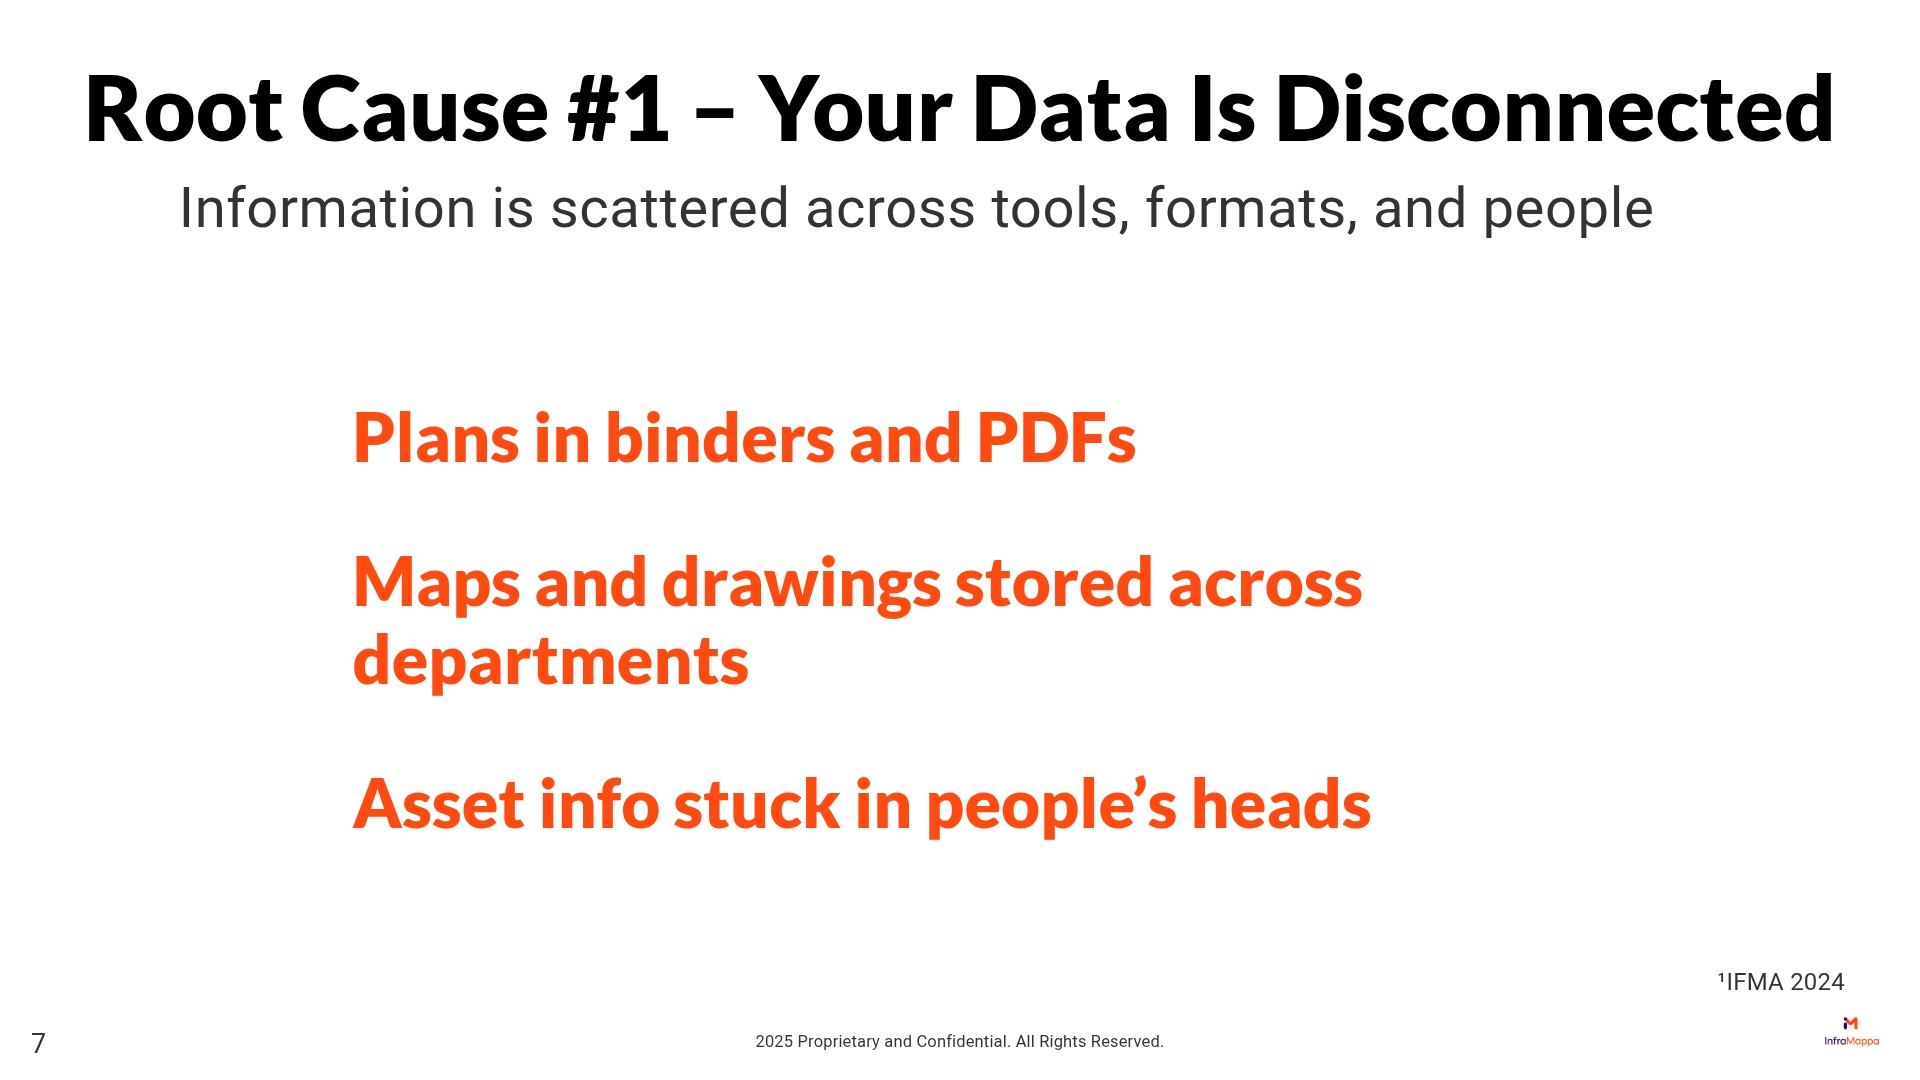 Root Cause #1 – Your Data Is Disconnected
Information is scattered across tools, formats, and people
Plans in binders and PDFs
Maps and drawings stored across
departments
Asset info stuck in people’s heads
¹IFMA 2024
7
2025 Proprietary and Confidential. All Rights Reserved.
InfraMappa